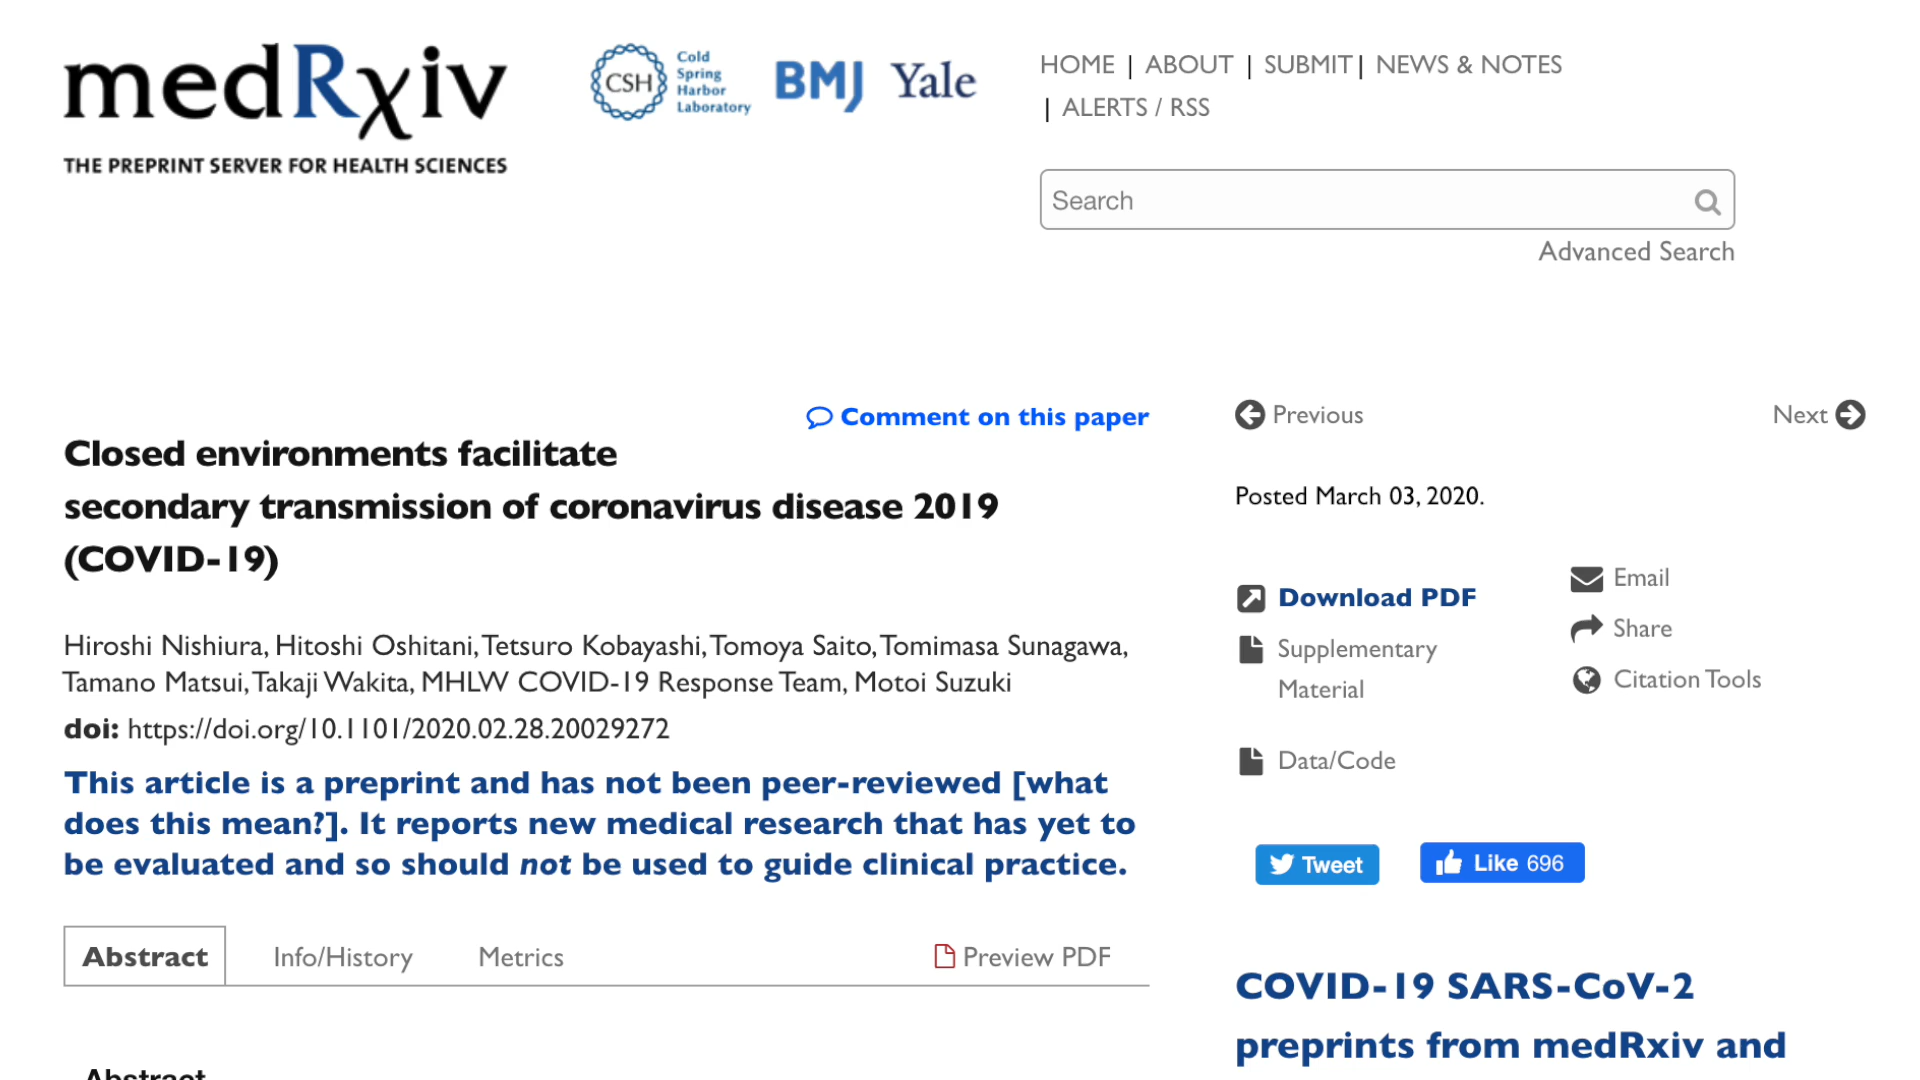 medRxiv
THE PREPRINT SERVER FOR HEALTH SCIENCES
CSH
Cold
Spring
Harbor
Laboratory
BMJ
Yale
HOME | ABOUT | SUBMIT | NEWS & NOTES
| ALERTS / RSS
Search
Advanced Search
Comment on this paper
Closed environments facilitate
secondary transmission of coronavirus disease 2019
(COVID-19)
Hiroshi Nishiura, Hitoshi Oshitani, Tetsuro Kobayashi, Tomoya Saito, Tomimasa Sunagawa,
Tamano Matsui, Takaji Wakita, MHLW COVID-19 Response Team, Motoi Suzuki
doi: https://doi.org/10.1101/2020.02.28.20029272
This article is a preprint and has not been peer-reviewed [what
does this mean?]. It reports new medical research that has yet to
be evaluated and so should not be used to guide clinical practice.
Abstract
Info/History
Metrics
Preview PDF
Abstract
Previous
Next
Posted March 03, 2020.
Download PDF
Supplementary
Material
Data/Code
Email
Share
Citation Tools
Tweet
Like 696
COVID-19 SARS-CoV-2
preprints from medRxiv and